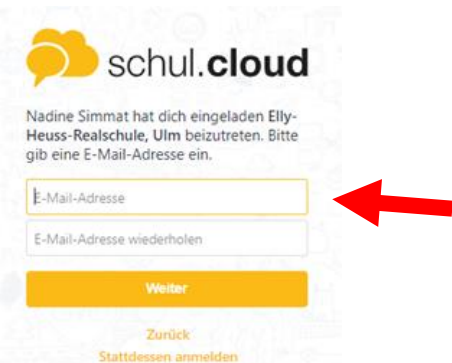 schul.cloud
Nadine Simmat hat dich eingeladen Elly-
Heuss-Realschule, Ulm beizutreten. Bitte
gib eine E-Mail-Adresse ein.
E-Mail-Adresse
E-Mail-Adresse wiederholen
Weiter
Zurück
Stattdessen anmelden